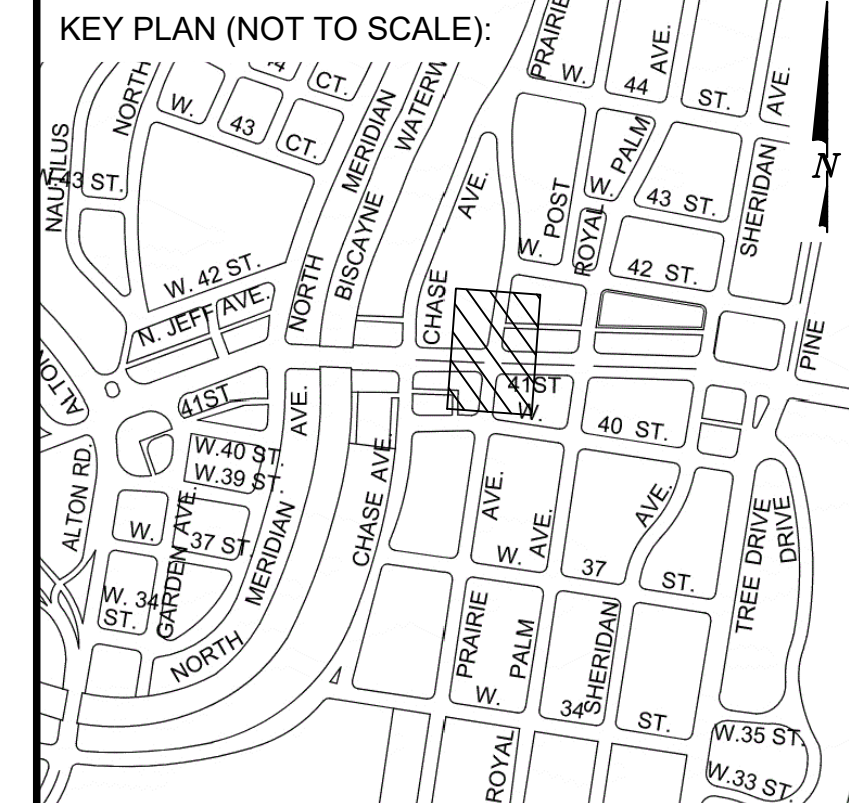 KEY PLAN (NOT TO SCALE):
PRAIRIE
W.
44
ST.
AVE.
AVE.
NORTH
W.
43
CT.
CT.
MERIDIAN
WATERW
NAUTILUS
W.43 ST.
AVE.
PALM
W.
43 ST.
SHERIDAN
N
POST
W.
ROYAL
42 ST.
BISCAYNE
NORTH
W. 42 ST.
N. JEFF AVE.
CHASE
PINE
ALTON
41ST
AVE.
41ST
W.
40 ST.
W.40 ST.
W.39 ST.
ALTON RD.
CHASE AVE.
AVE.
AVE.
AVE.
W.
37
ST.
TREE DRIVE
DRIVE
W.
37 ST.
GARDEN AVE.
MERIDIAN
W. 34
ST.
NORTH
PRAIRIE
PALM
W.
SHERIDAN
34
ST.
ROYAL
W.35 ST.
W.33 ST.